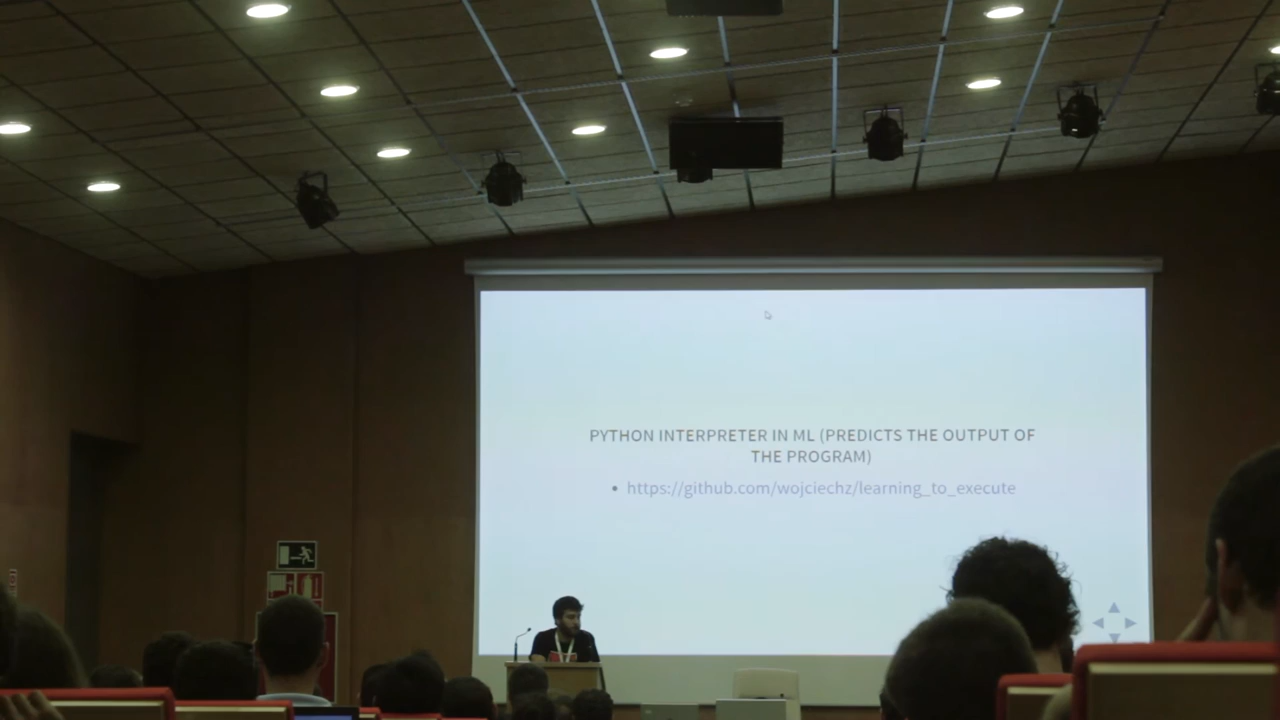 PYTHON INTERPRETER IN ML (PREDICTS THE OUTPUT OF
THE PROGRAM)
• https://github.com/wojciechz/learning_to_execute